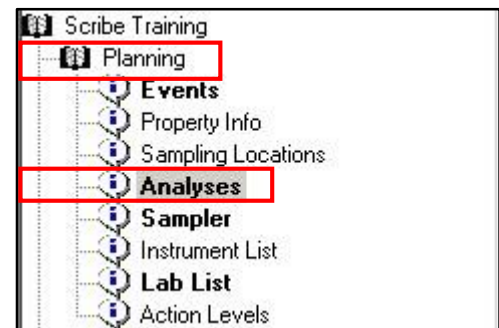 Scribe Training
Planning
Events
Property Info
Sampling Locations
Analyses
Sampler
Instrument List
Lab List
Action Levels